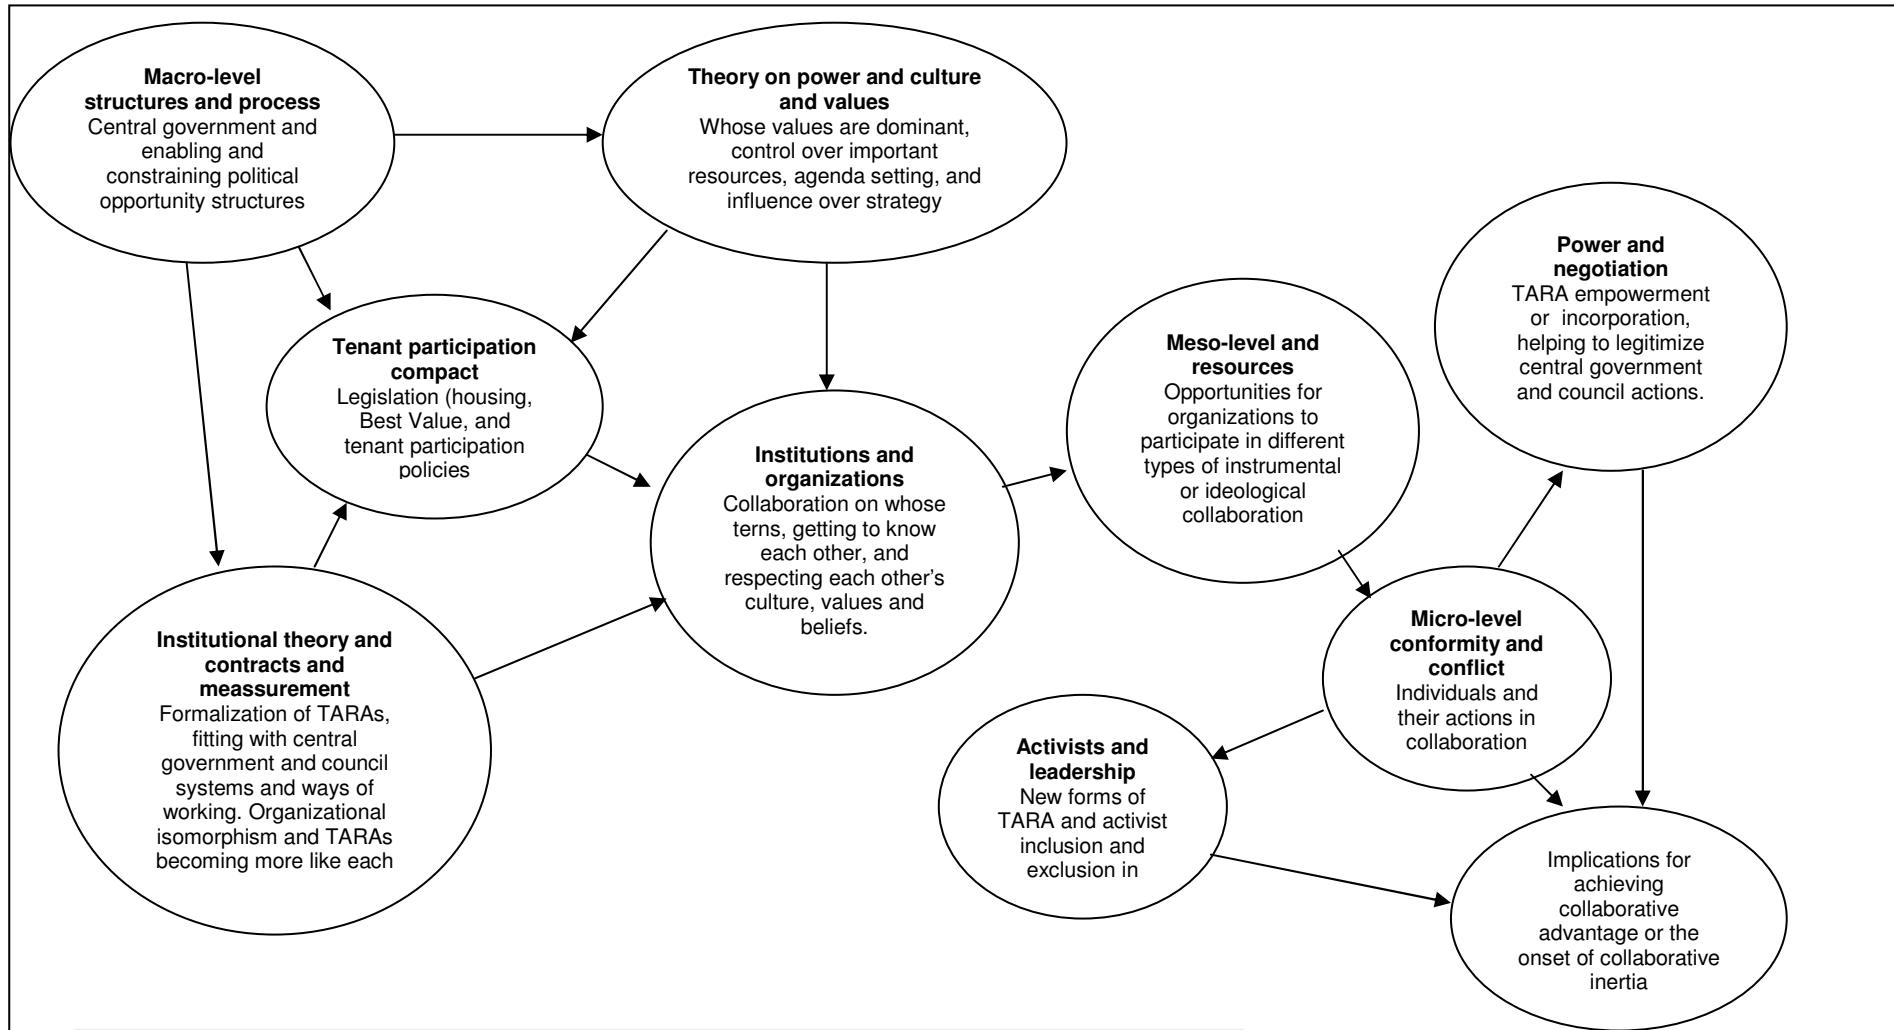 Macro-level
structures and process
Central government and
enabling and
constraining political
opportunity structures
Theory on power and culture
and values
Whose values are dominant,
control over important
resources, agenda setting, and
influence over strategy
Tenant participation
compact
Legislation (housing,
Best Value, and
tenant participation
policies
Institutional theory and
contracts and
meassurement
Formalization of TARAs,
fitting with central
government and council
systems and ways of
working. Organizational
isomorphism and TARAs
becoming more like each
Institutions and
organizations
Collaboration on whose
terns, getting to know
each other, and
respecting each other's
culture, values and
beliefs.
Meso-level and
resources
Opportunities for
organizations to
participate in different
types of instrumental
or ideological
collaboration
Power and
negotiation
TARA empowerment
or incorporation,
helping to legitimize
central government
and council actions.
Micro-level
conformity and
conflict
Individuals and
their actions in
collaboration
Activists and
leadership
New forms of
TARA and activist
inclusion and
exclusion in
Implications for
achieving
collaborative
advantage or the
onset of collaborative
inertia